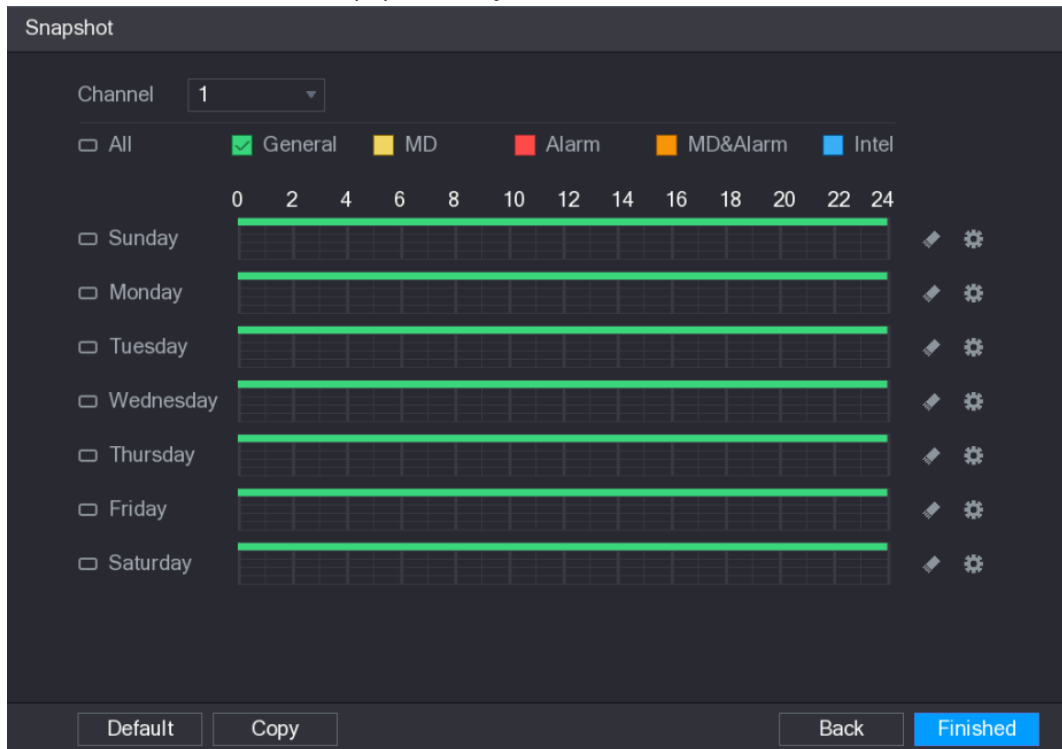 Snapshot
Channel 1
All General MD Alarm MD&Alarm Intel
0 2 4 6 8 10 12 14 16 18 20 22 24
Sunday
Monday
Tuesday
Wednesday
Thursday
Friday
Saturday
Default Copy Back Finished